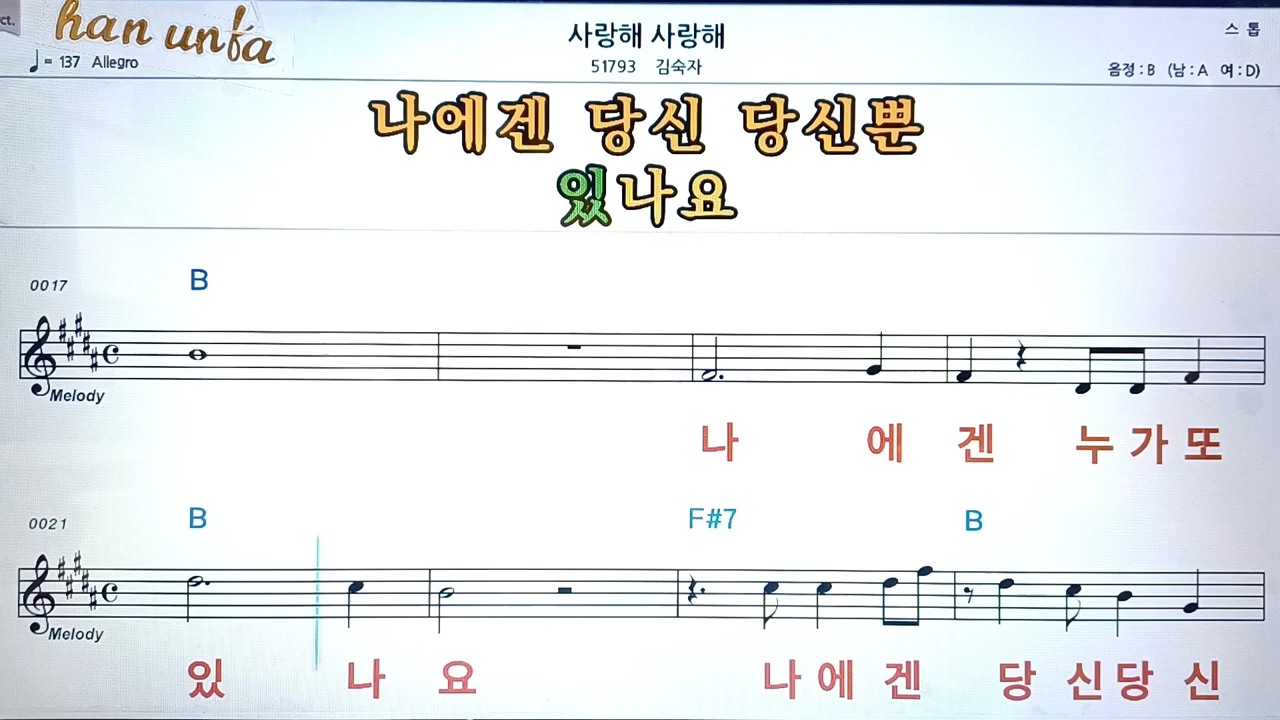 ct.
han unfa
사랑해 사랑해
스 톱
♩= 137 Allegro
51793 김숙자
음정 : B (남 : A 여 : D)
나에겐 당신 당신뿐
있나요
0017
B
Melody
나 에 겐 누 가 또
0021
B F#7 B
Melody
있 나 요 나 에 겐 당 신 당 신